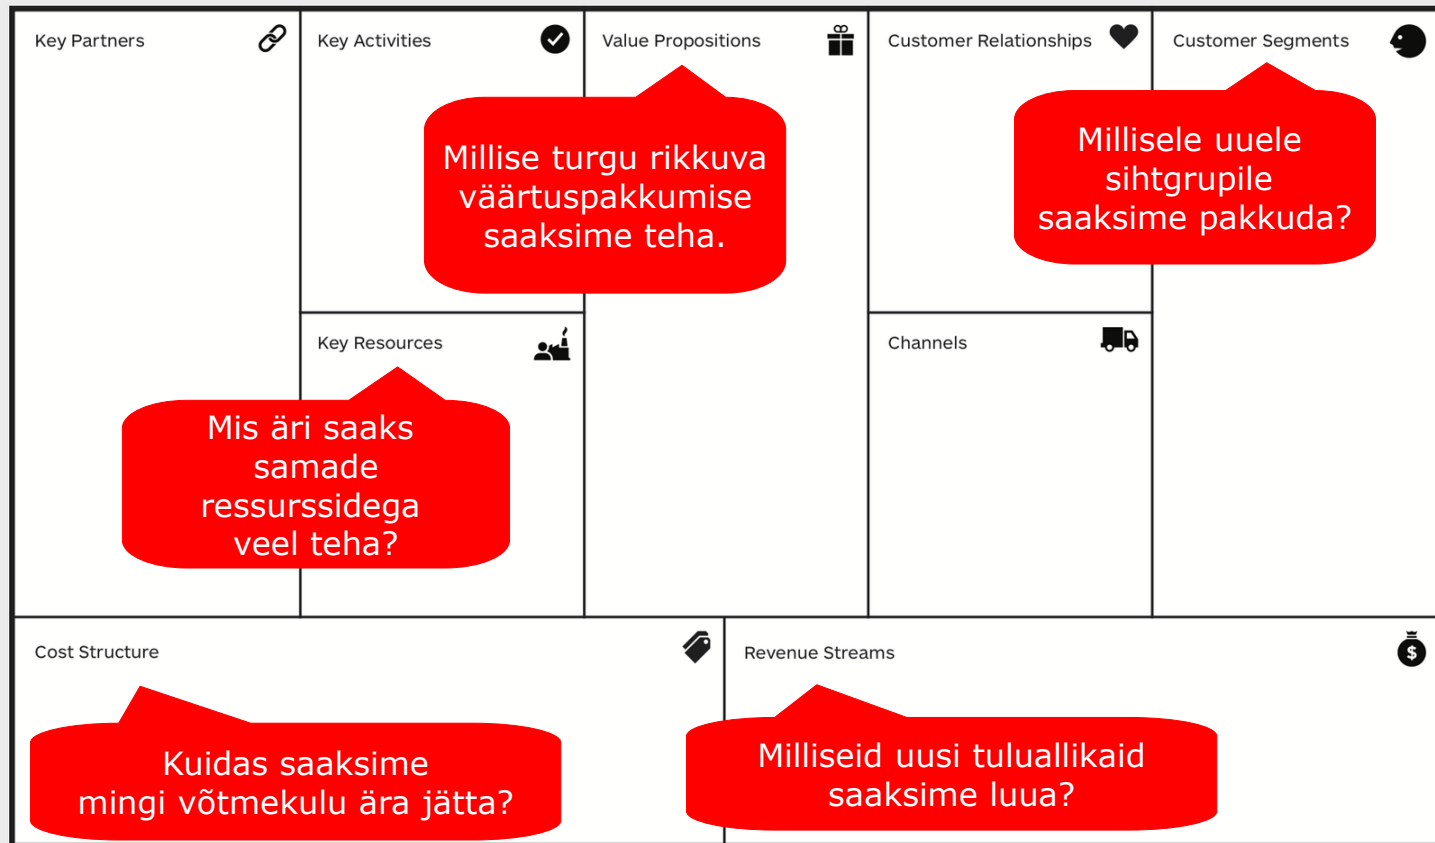 Key Partners
Key Activities
Value Propositions
Customer Relationships
Customer Segments
Millise turgu rikkuva
väärtuspakkumise
saaksime teha.
Millisele uuele
sihtgrupile
saaksime pakkuda?
Key Resources
Channels
Mis äri saaks
samade
ressurssidega
veel teha?
Cost Structure
Revenue Streams
$
Kuidas saaksime
mingi võtmekulu ära jätta?
Milliseid uusi tuluallikaid
saaksime luua?